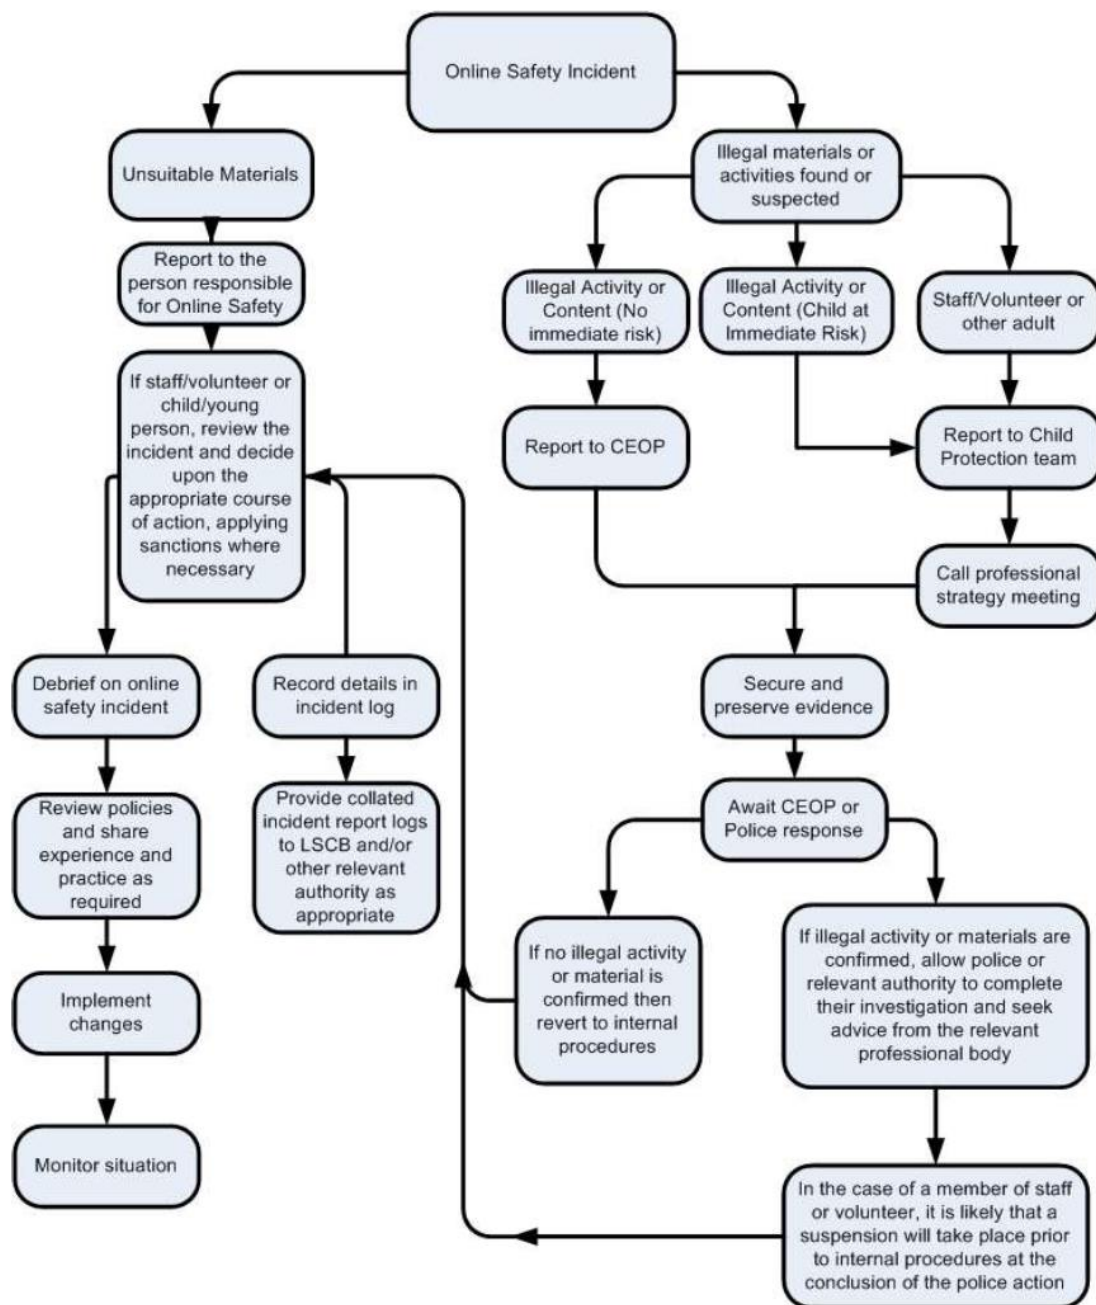 Online Safety Incident
Unsuitable Materials
Report to the
person responsible
for Online Safety
If staff/volunteer or
child/young
person, review the
incident and decide
upon the
appropriate course
of action, applying
sanctions where
necessary
Debrief on online
safety incident
Review policies
and share
experience and
practice as
required
Implement
changes
Monitor situation
Record details in
incident log
Provide collated
incident report logs
to LSCB and/or
other relevant
authority as
appropriate
Illegal materials or
activities found or
suspected
Illegal Activity or
Content (No
immediate risk)
Illegal Activity or
Content (Child at
Immediate Risk)
Staff/Volunteer or
other adult
Report to CEOP
Report to Child
Protection team
Call professional
strategy meeting
Secure and
preserve evidence
Await CEOP or
Police response
If no illegal activity
or material is
confirmed then
revert to internal
procedures
If illegal activity or materials are
confirmed, allow police or
relevant authority to complete
their investigation and seek
advice from the relevant
professional body
In the case of a member of staff
or volunteer, it is likely that a
suspension will take place prior
to internal procedures at the
conclusion of the police action